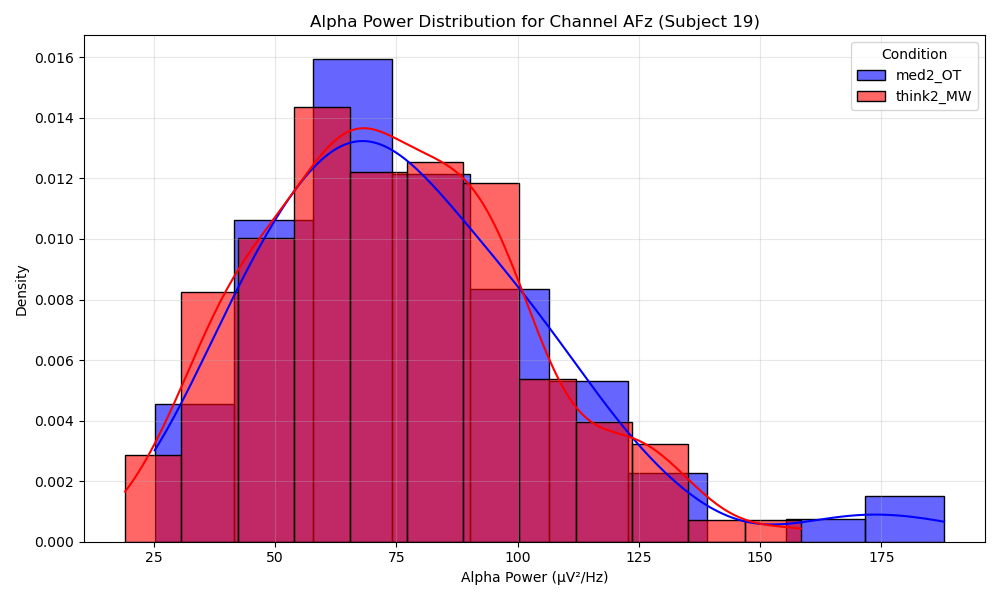 Alpha Power Distribution for Channel AFz (Subject 19)
Condition
med2_OT
think2_MW
0.016
0.014
0.012
0.010
0.008
0.006
0.004
0.002
0.000
Density
25
50
75
100
125
150
175
Alpha Power (µV²/Hz)